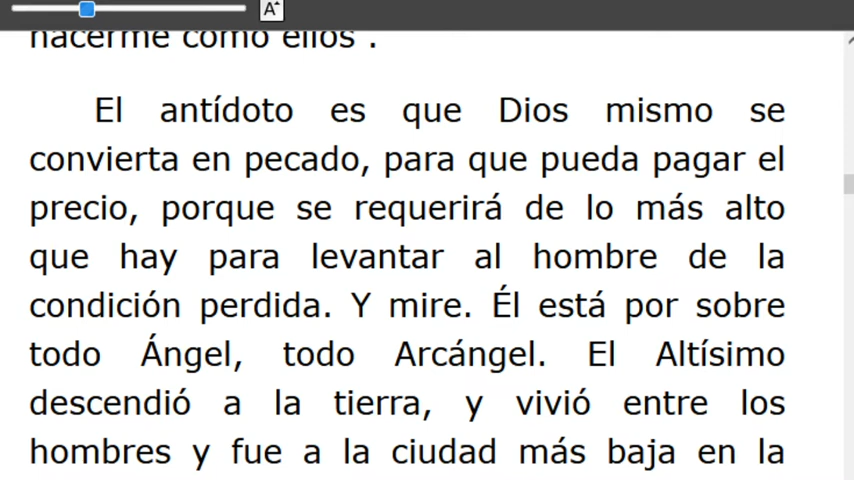 A
hacerme como ellos".
El antídoto es que Dios mismo se
convierta en pecado, para que pueda pagar el
precio, porque se requerirá de lo más alto
que hay para levantar al hombre de la
condición perdida. Y mire. Él está por sobre
todo Ángel, todo Arcángel. El Altísimo
descendió a la tierra, y vivió entre los
hombres y fue a la ciudad más baja en la